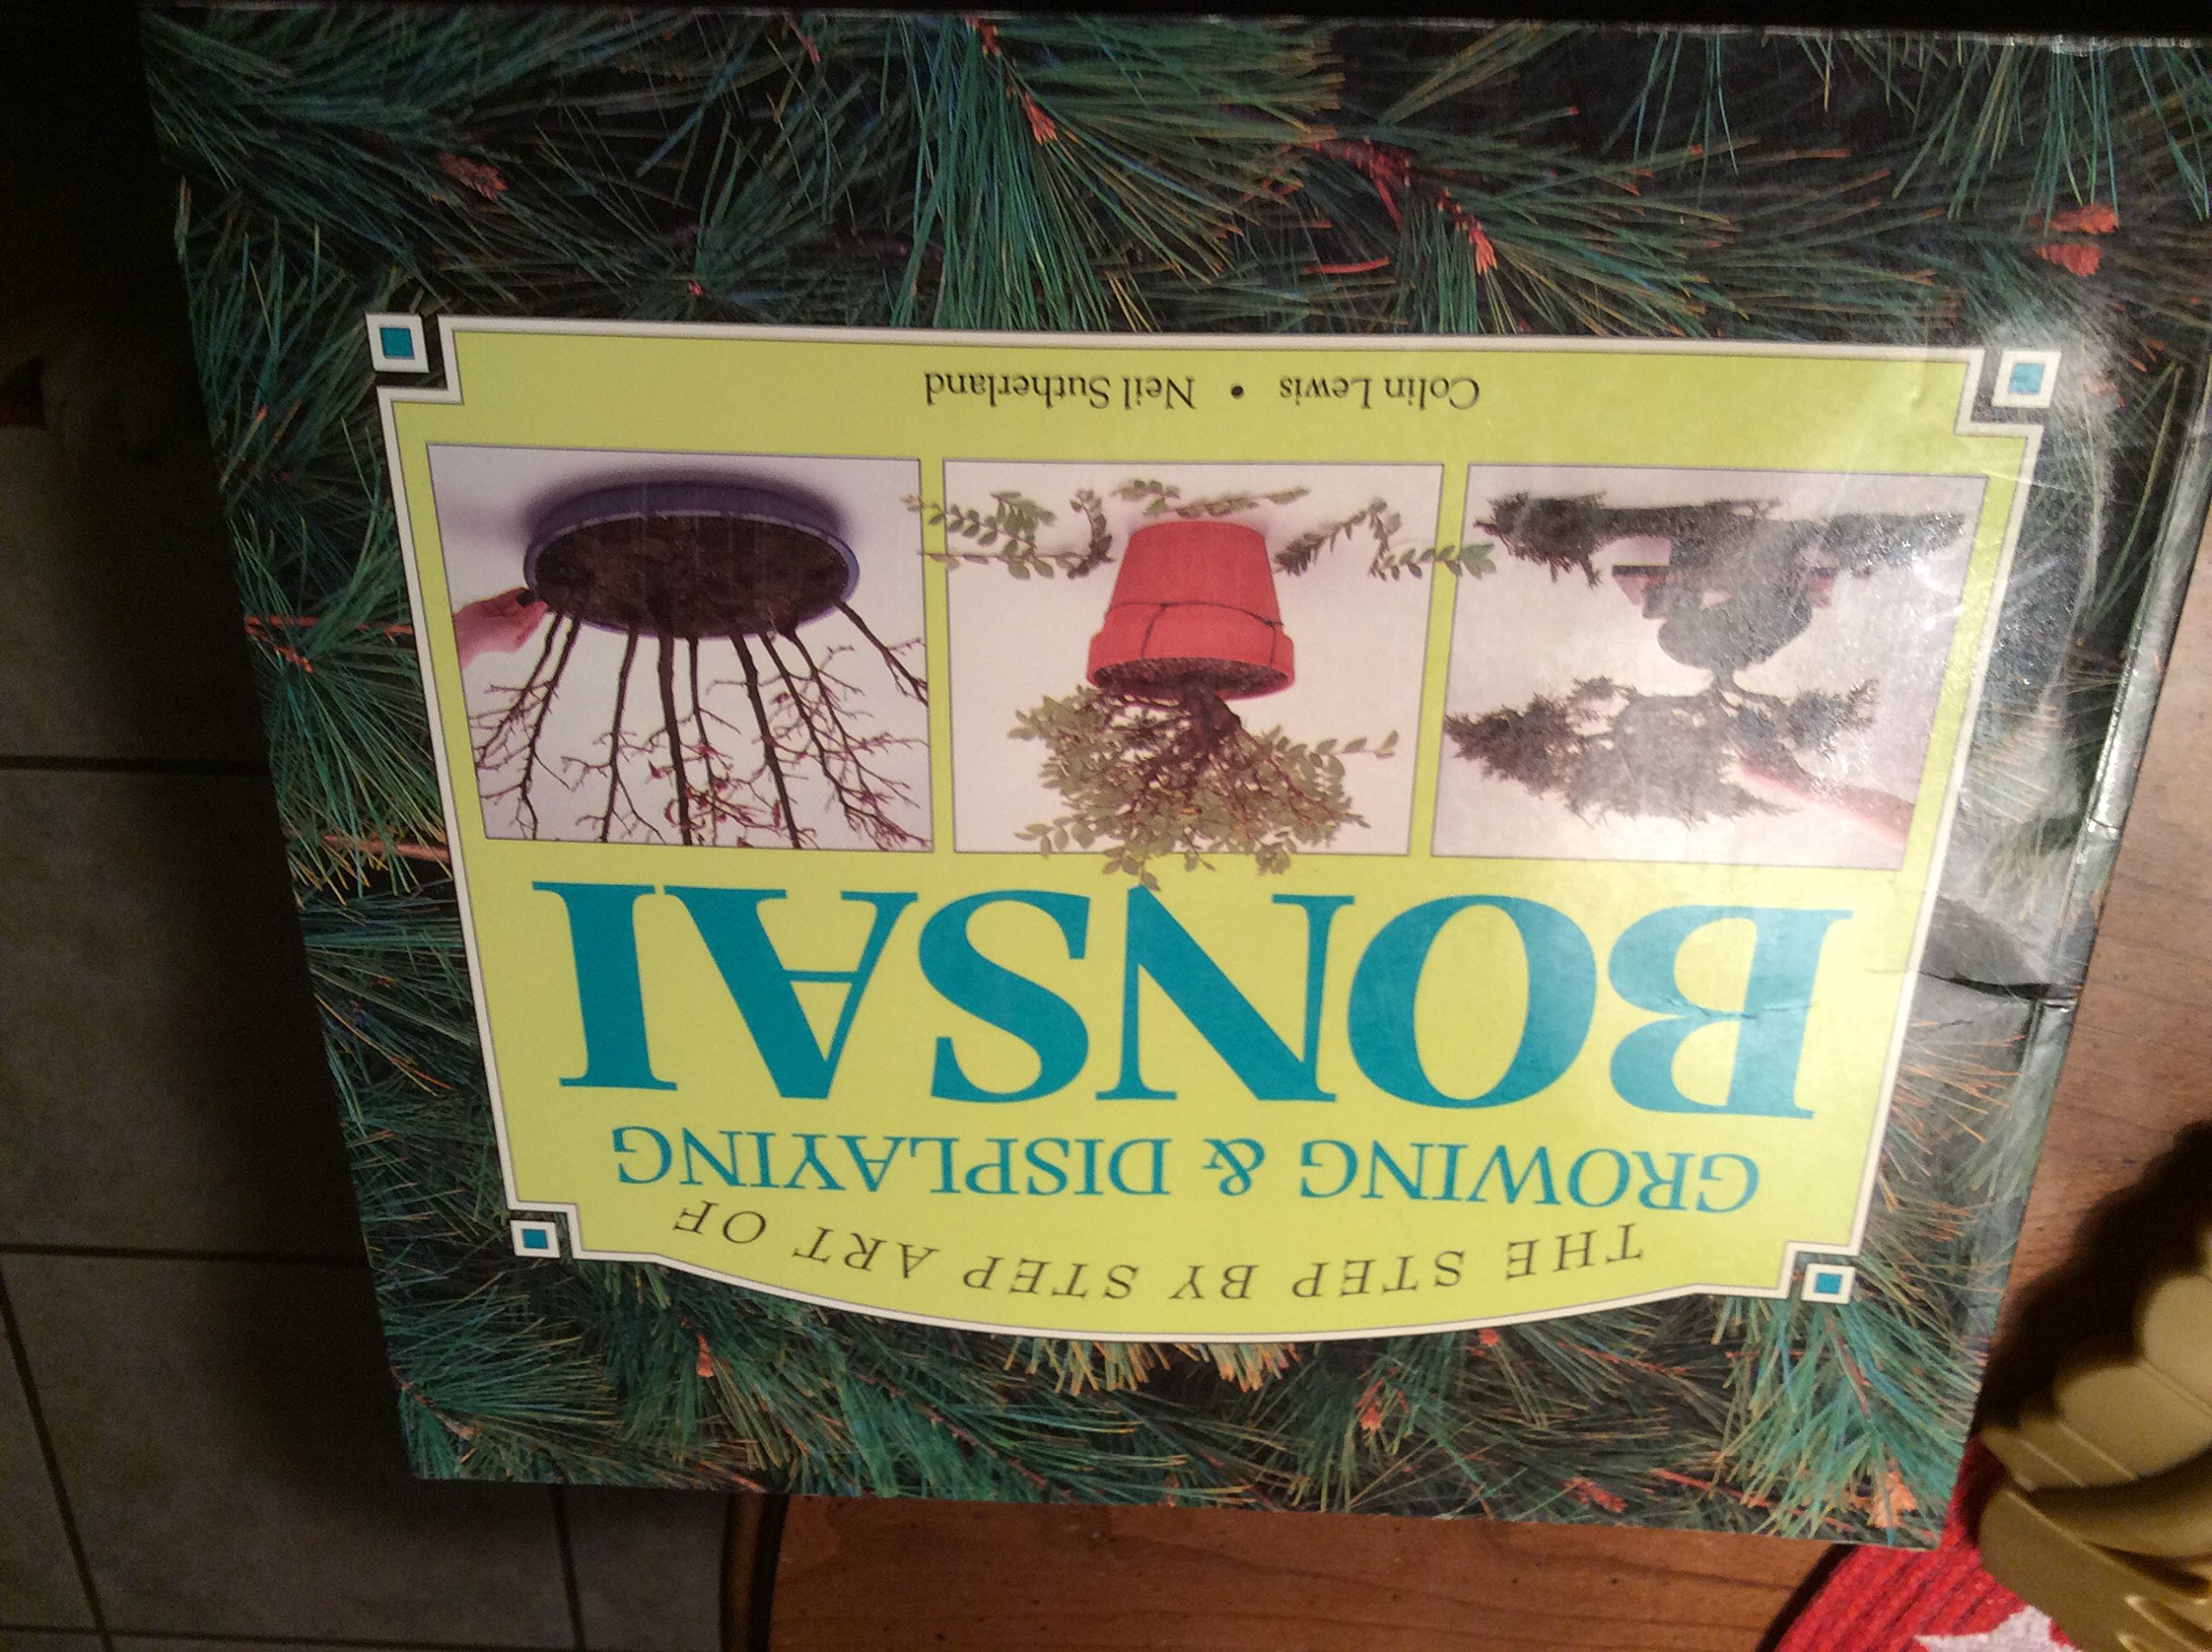 THE STEP BY STEP ART OF
GROWING & DISPLAYING
BONSAI
Colin Lewis • Neil Sutherland